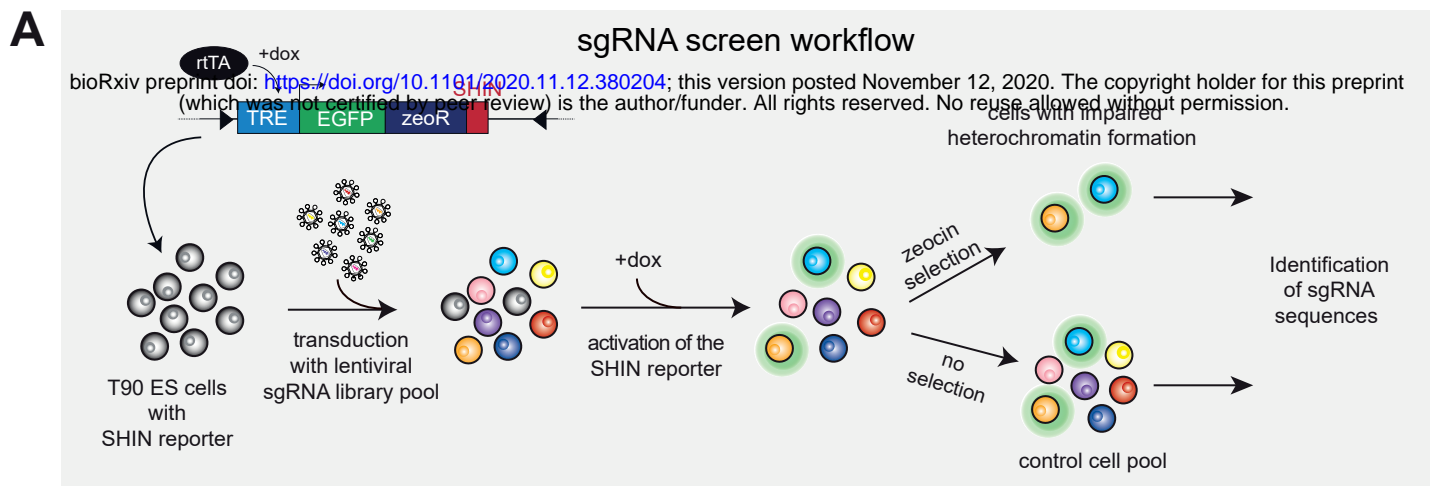 A
sgRNA screen workflow
rtTA
+dox
bioRxiv preprint doi: https://doi.org/10.1101/2020.11.12.380204; this version posted November 12, 2020. The copyright holder for this preprint
SHIN
(which was not certified by peer review) is the author/funder. All rights reserved. No reuse allowed without permission.
TRE EGFP zeoR
cells with impaired
heterochromatin formation
zeocin
selection
+dox
Identification
of sgRNA
sequences
transduction
with lentiviral
sgRNA library pool
activation of the
SHIN reporter
no
selection
T90 ES cells
with
SHIN reporter
control cell pool